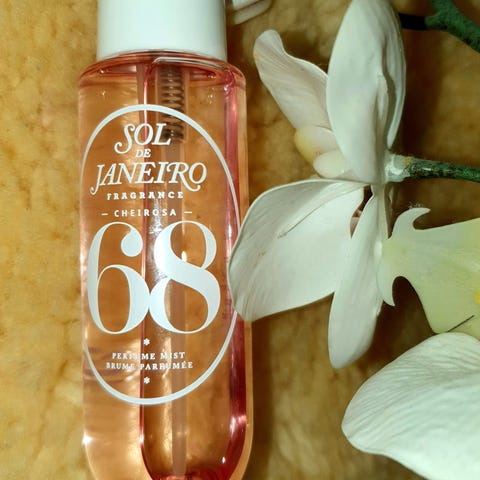 SOL
DE
JANEIRO
FRAGRANCE
- CHEIROSA -
68
PERFUME MIST
BRUME PARFUMÉE